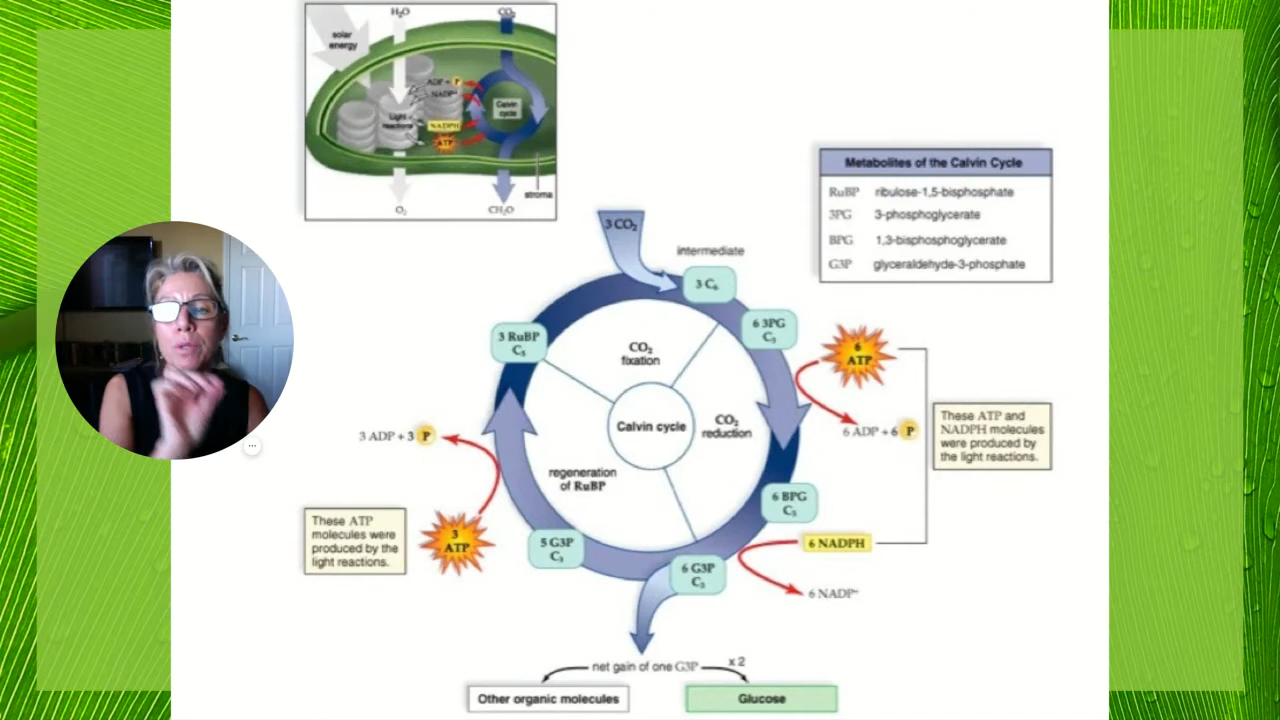 H₂O
CO₂
solar
energy
ADP + P
NADP⁺
Calvin
cycle
Light
reactions
NADPH
ATP
stroma
O₂
CH₂O
Metabolites of the Calvin Cycle
RuBP ribulose-1,5-bisphosphate
3PG 3-phosphoglycerate
BPG 1,3-bisphosphoglycerate
G3P glyceraldehyde-3-phosphate
3 CO₂
intermediate
3 C₆
6 3PG
C₃
3 RuBP
C₅
CO₂
fixation
6
ATP
Calvin cycle
CO₂
reduction
6 ADP + 6 P
These ATP and
NADPH molecules
were produced by
the light reactions.
3 ADP + 3 P
regeneration
of RuBP
6 BPG
C₃
These ATP
molecules were
produced by the
light reactions.
3
ATP
5 G3P
C₃
6 NADPH
6 G3P
C₃
6 NADP⁺
net gain of one G3P
x 2
Other organic molecules
Glucose